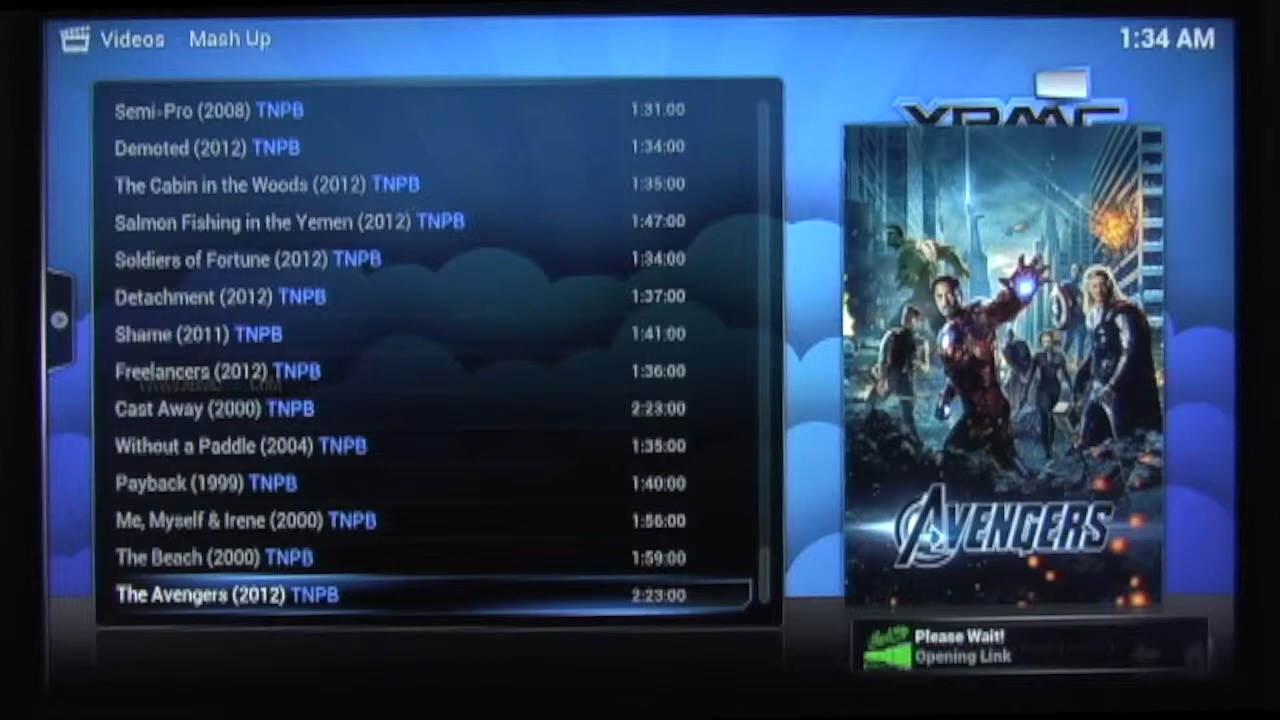 Videos Mash Up
1:34 AM
XBMC
Semi-Pro (2008) TNPB 1:31:00
Demoted (2012) TNPB 1:34:00
The Cabin in the Woods (2012) TNPB 1:35:00
Salmon Fishing in the Yemen (2012) TNPB 1:47:00
Soldiers of Fortune (2012) TNPB 1:34:00
Detachment (2012) TNPB 1:37:00
Shame (2011) TNPB 1:41:00
Freelancers (2012) TNPB 1:36:00
Cast Away (2000) TNPB 2:23:00
Without a Paddle (2004) TNPB 1:35:00
Payback (1999) TNPB 1:40:00
Me, Myself & Irene (2000) TNPB 1:56:00
The Beach (2000) TNPB 1:59:00
The Avengers (2012) TNPB 2:23:00
AVENGERS
Please Wait!
Opening Link